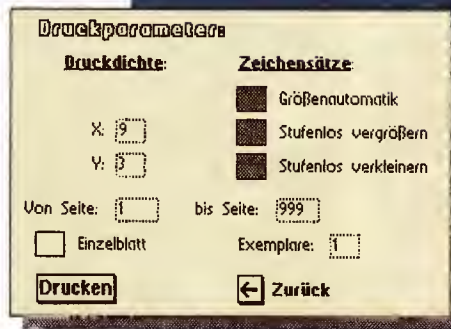 Druckparameter:
Druckdichte: Zeichensätze:
Größenautomatik
X: 9 Stufenlos vergrößern
Y: 3 Stufenlos verkleinern
Von Seite: 1 bis Seite: 999
Einzelblatt Exemplare: 1
Drucken ← Zurück